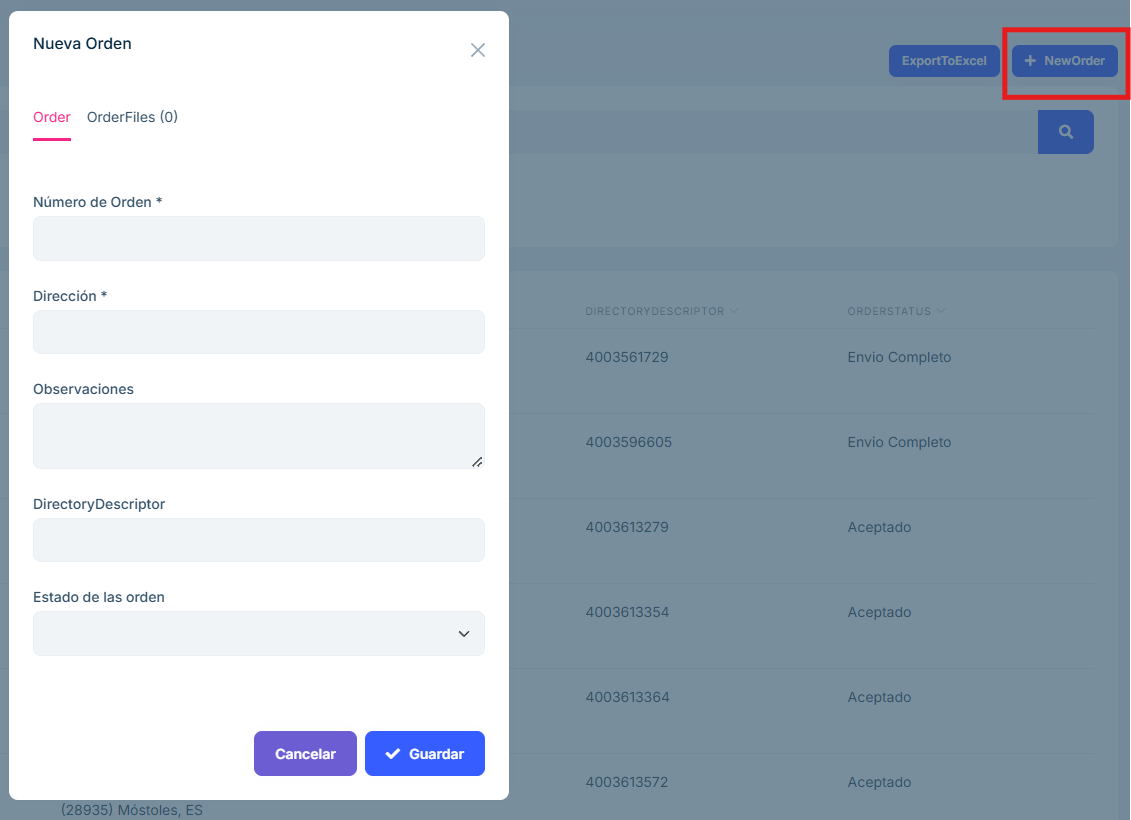 Nueva Orden
ExportToExcel
NewOrder
Order
OrderFiles (0)
Número de Orden *
Dirección *
Observaciones
DirectoryDescriptor
Estado de las orden
Cancelar
Guardar
DIRECTORYDESCRIPTOR
ORDERSTATUS
4003561729
Envio Completo
4003596605
Envio Completo
4003613279
Aceptado
4003613354
Aceptado
4003613364
Aceptado
4003613572
Aceptado
(28935) Móstoles, ES